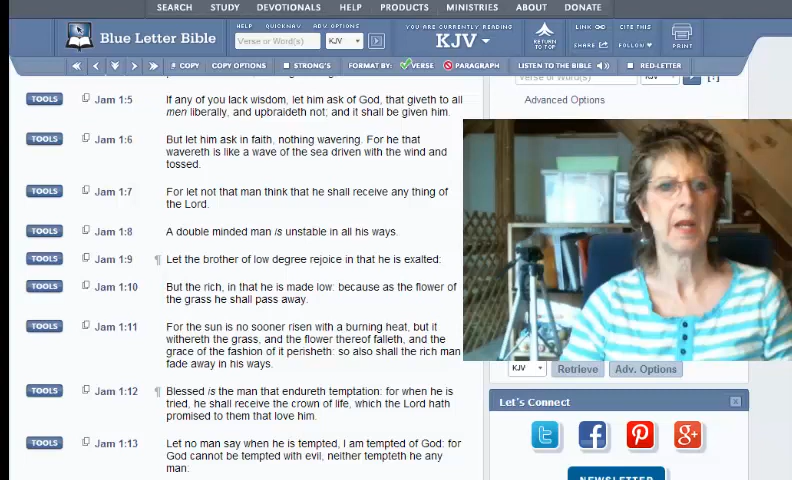 SEARCH STUDY DEVOTIONALS HELP PRODUCTS MINISTRIES ABOUT DONATE
Blue Letter Bible
HELP QUICKNAV ADV. OPTIONS
Verse or Word(s) KJV
YOU ARE CURRENTLY READING
KJV
RETURN TO TOP
LINK CITE THIS
SHARE FOLLOW
PRINT
COPY COPY OPTIONS STRONG'S FORMAT BY: VERSE PARAGRAPH LISTEN TO THE BIBLE RED-LETTER
Verse or Word(s) KJV
Advanced Options
TOOLS Jam 1:5 If any of you lack wisdom, let him ask of God, that giveth to all
men liberally, and upbraideth not; and it shall be given him.
TOOLS Jam 1:6 But let him ask in faith, nothing wavering. For he that
wavereth is like a wave of the sea driven with the wind and
tossed.
TOOLS Jam 1:7 For let not that man think that he shall receive any thing of
the Lord.
TOOLS Jam 1:8 A double minded man is unstable in all his ways.
TOOLS Jam 1:9 ¶ Let the brother of low degree rejoice in that he is exalted:
TOOLS Jam 1:10 But the rich, in that he is made low: because as the flower of
the grass he shall pass away.
TOOLS Jam 1:11 For the sun is no sooner risen with a burning heat, but it
withereth the grass, and the flower thereof falleth, and the
grace of the fashion of it perisheth: so also shall the rich man
fade away in his ways.
TOOLS Jam 1:12 ¶ Blessed is the man that endureth temptation: for when he is
tried, he shall receive the crown of life, which the Lord hath
promised to them that love him.
TOOLS Jam 1:13 Let no man say when he is tempted, I am tempted of God: for
God cannot be tempted with evil, neither tempteth he any
man:
KJV Retrieve Adv. Options
Let's Connect
NEWSLETTER